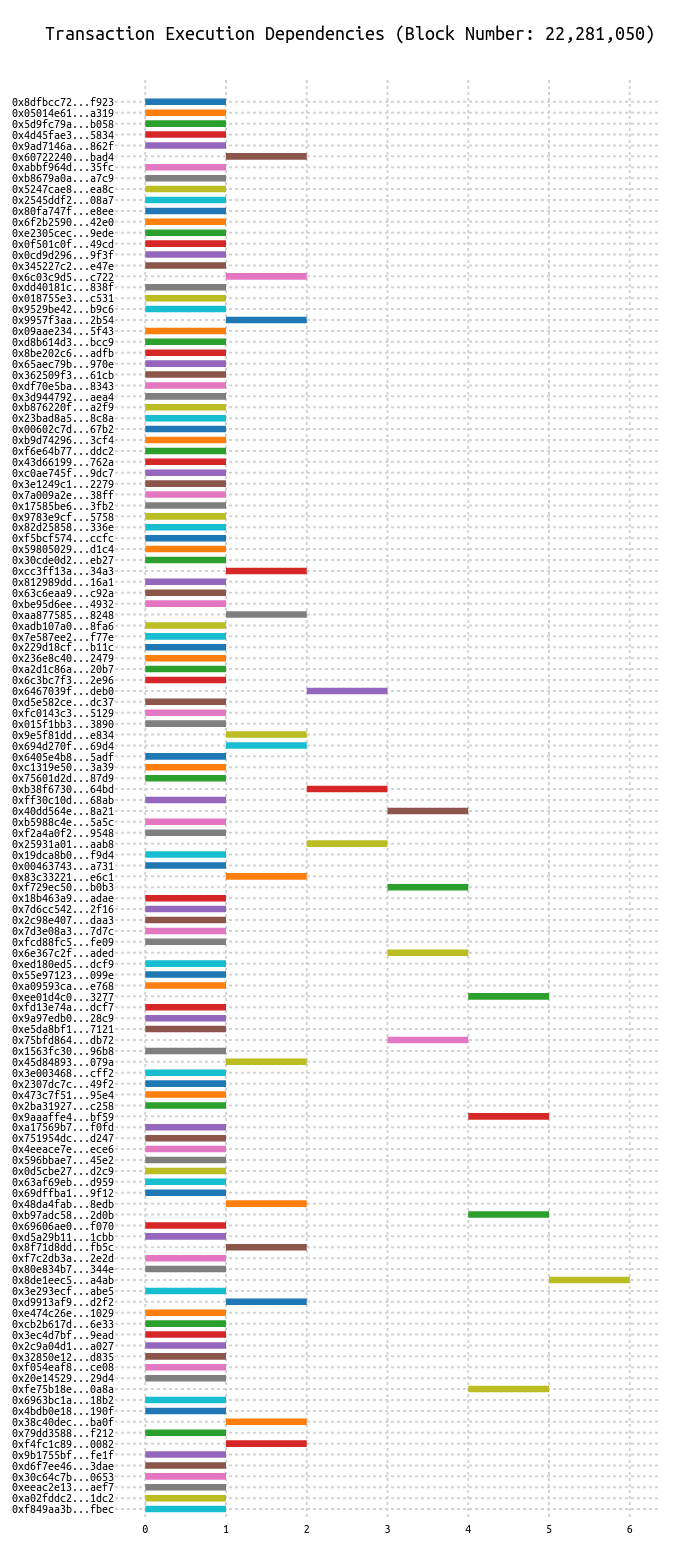 Transaction Execution Dependencies (Block Number: 22,281,050)
0x8dfbcc72...f923
0x05014e61...a319
0x5d9fc79a...b058
0x4d45fae3...5834
0x9ad7146a...862f
0x60722240...bad4
0xabbf964d...35fc
0xb8679a0a...a7c9
0x5247cae8...ea8c
0x2545ddf2...08a7
0x80fa747f...e8ee
0x6f2b2590...42e0
0xe2305cec...9ede
0x0f501c0f...49cd
0x0cd9d296...9f3f
0x345227c2...e47e
0x6c03c9d5...c722
0xdd40181c...838f
0x018755e3...c531
0x9529be42...b9c6
0x9957f3aa...2b54
0x09aae234...5f43
0xd8b614d3...bcc9
0x8be202c6...adfb
0x65aec79b...970e
0x362509f3...61cb
0xdf70e5ba...8343
0x3d944792...aea4
0xb876220f...a2f9
0x23bad8a5...8c8a
0x00602c7d...67b2
0xb9d74296...3cf4
0xf6e64b77...ddc2
0x43d66199...762a
0xc0ae745f...9dc7
0x3e1249c1...2279
0x7a009a2e...38ff
0x17585be6...3fb2
0x9783e9cf...5758
0x82d25858...336e
0xf5bcf574...ccfc
0x59805029...d1c4
0x30cde0d2...eb27
0xcc3ff13a...34a3
0x812989dd...16a1
0x63c6eaa9...c92a
0xbe95d6ee...4932
0xaa877585...8248
0xadb107a0...8fa6
0x7e587ee2...f77e
0x229d18cf...b11c
0x236e8c40...2479
0xa2d1c86a...20b7
0x6c3bc7f3...2e96
0x6467039f...deb0
0xd5e582ce...dc37
0xfc0143c3...5129
0x015f1bb3...3890
0x9e5f81dd...e834
0x694d270f...69d4
0x6405e4b8...5adf
0xc1319e50...3a39
0x75601d2d...87d9
0xb38f6730...64bd
0xff30c10d...68ab
0x40dd564e...8a21
0xb5988c4e...5a5c
0xf2a4a0f2...9548
0x25931a01...aab8
0x19dca8b0...f9d4
0x00463743...a731
0x83c33221...e6c1
0xf729ec50...b0b3
0x18b463a9...adae
0x7d6cc542...2f16
0x2c98e407...daa3
0x7d3e08a3...7d7c
0xfcd88fc5...fe09
0x6e367c2f...aded
0xed180ed5...dcf9
0x55e97123...099e
0xa09593ca...e768
0xee01d4c0...3277
0xfd13e74a...dcf7
0x9a97edb0...28c9
0xe5da8bf1...7121
0x75bfd864...db72
0x1563fc30...96b8
0x45d84893...079a
0x3e003468...cff2
0x2307dc7c...49f2
0x473c7f51...95e4
0x2ba31927...c258
0x9aaaffe4...bf59
0xa17569b7...f0fd
0x751954dc...d247
0x4eeace7e...ece6
0x596bbae7...45e2
0x0d5cbe27...d2c9
0x63af69eb...d959
0x69dffba1...9f12
0x48da4fab...8edb
0xb97adc58...2d0b
0x69606ae0...f070
0xd5a29b11...1cbb
0x8f71d8dd...fb5c
0xf7c2db3a...2e2d
0x80e834b7...344e
0x8de1eec5...a4ab
0x3e293ecf...abe5
0xd9913af9...d2f2
0xe474c26e...1029
0xcb2b617d...6e33
0x3ec4d7bf...9ead
0x2c9a04d1...a027
0x32850e12...d835
0xf054eaf8...ce08
0x20e14529...29d4
0xfe75b18e...0a8a
0x6963bc1a...18b2
0x4bdb0e18...190f
0x38c40dec...ba0f
0x79dd3588...f212
0xf4fc1c89...0082
0x9b1755bf...fe1f
0xd6f7ee46...3dae
0x30c64c7b...0653
0xeeac2e13...aef7
0xa02fddc2...1dc2
0xf849aa3b...fbec
0 1 2 3 4 5 6